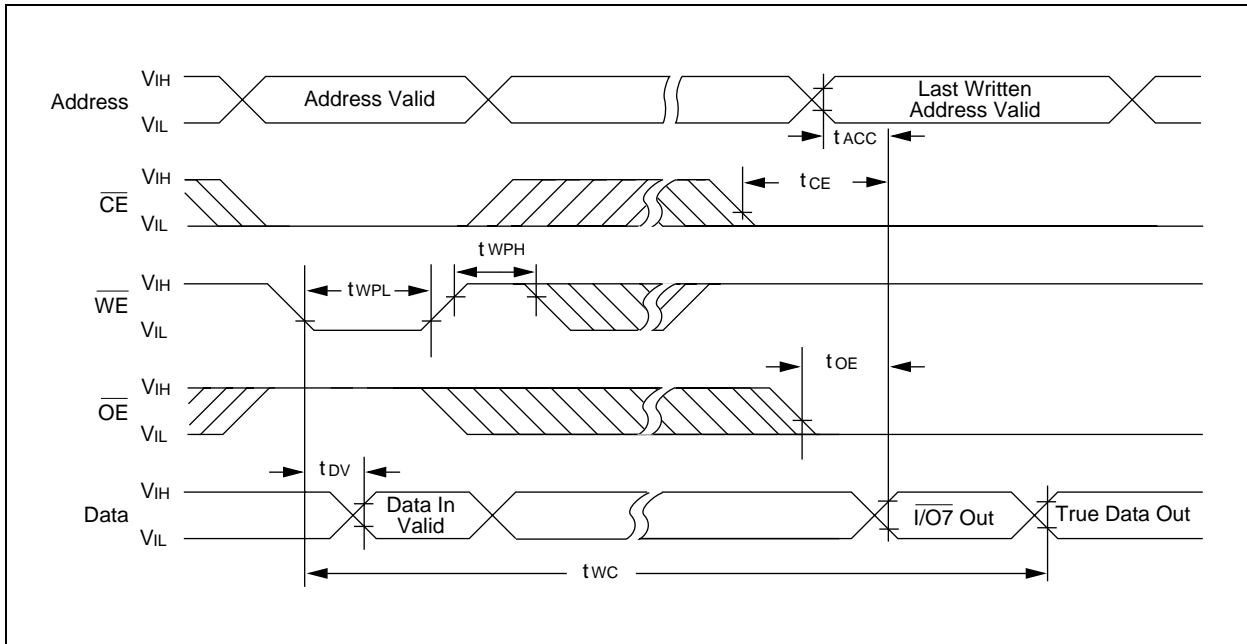 VIH
Address
VIL
Address Valid
Last Written
Address Valid
t ACC
VIH
CE
VIL
t CE
VIH
WE
VIL
t WPL
t WPH
VIH
OE
VIL
t OE
t DV
VIH
Data
VIL
Data In
Valid
I/O7 Out
True Data Out
t WC